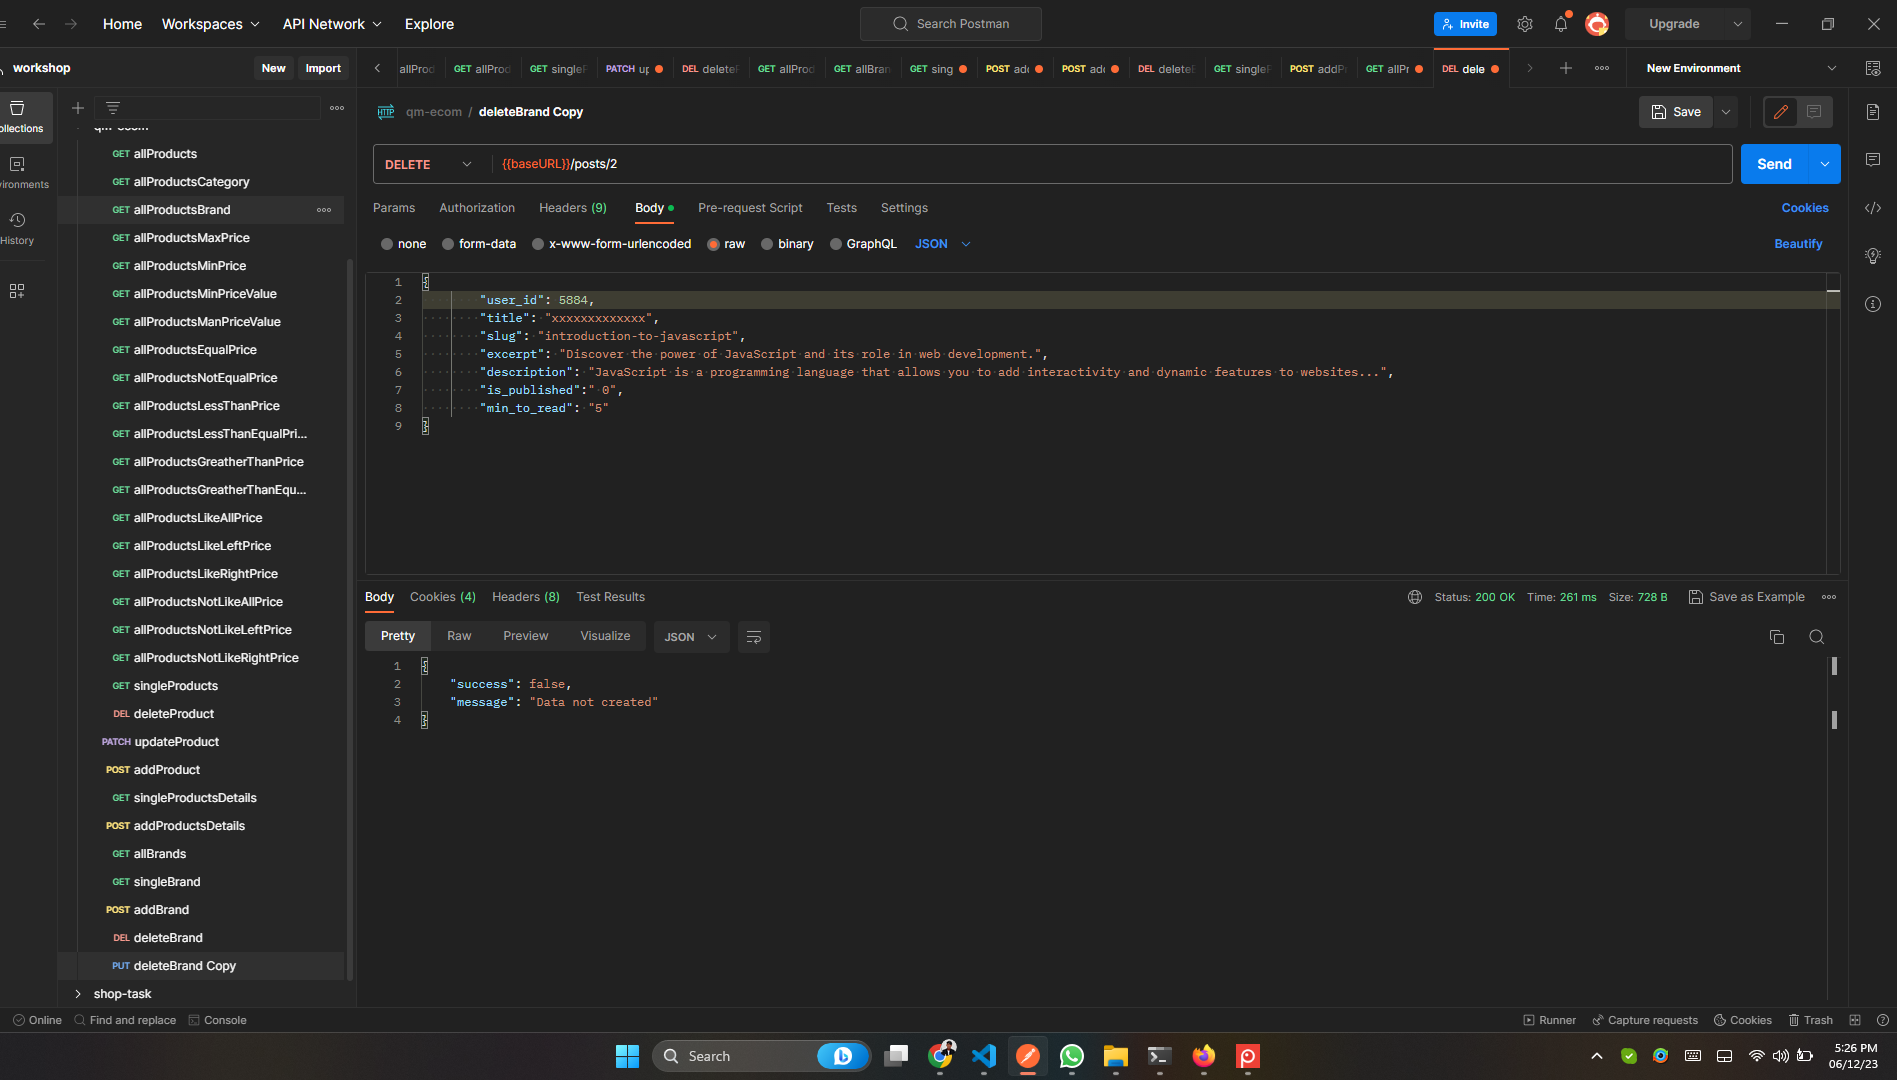 Home Workspaces API Network Explore Search Postman Invite Upgrade
workshop New Import allProd GET allProd GET singleP PATCH up DEL deleteP GET allProd GET allBran GET sing POST add POST add DEL deleteB GET singleP POST addP GET allPr DEL dele New Environment
qm-ecom / deleteBrand Copy Save
ollections
vironments
History
qm-ecom
GET allProducts
GET allProductsCategory
GET allProductsBrand
GET allProductsMaxPrice
GET allProductsMinPrice
GET allProductsMinPriceValue
GET allProductsManPriceValue
GET allProductsEqualPrice
GET allProductsNotEqualPrice
GET allProductsLessThanPrice
GET allProductsLessThanEqualPri...
GET allProductsGreatherThanPrice
GET allProductsGreatherThanEqu...
GET allProductsLikeAllPrice
GET allProductsLikeLeftPrice
GET allProductsLikeRightPrice
GET allProductsNotLikeAllPrice
GET allProductsNotLikeLeftPrice
GET allProductsNotLikeRightPrice
GET singleProducts
DEL deleteProduct
PATCH updateProduct
POST addProduct
GET singleProductsDetails
POST addProductsDetails
GET allBrands
GET singleBrand
POST addBrand
DEL deleteBrand
PUT deleteBrand Copy
shop-task
HTTP
DELETE {{baseURL}}/posts/2 Send
Params Authorization Headers (9) Body Pre-request Script Tests Settings Cookies
none form-data x-www-form-urlencoded raw binary GraphQL JSON Beautify
1 {
2 "user_id": 5884,
3 "title": "xxxxxxxxxxxxx",
4 "slug": "introduction-to-javascript",
5 "excerpt": "Discover the power of JavaScript and its role in web development.",
6 "description": "JavaScript is a programming language that allows you to add interactivity and dynamic features to websites...",
7 "is_published":" 0",
8 "min_to_read": "5"
9 }
Body Cookies (4) Headers (8) Test Results Status: 200 OK Time: 261 ms Size: 728 B Save as Example
Pretty Raw Preview Visualize JSON
1 {
2 "success": false,
3 "message": "Data not created"
4 }
Online Find and replace Console Runner Capture requests Cookies Trash
Search
5:26 PM
06/12/23